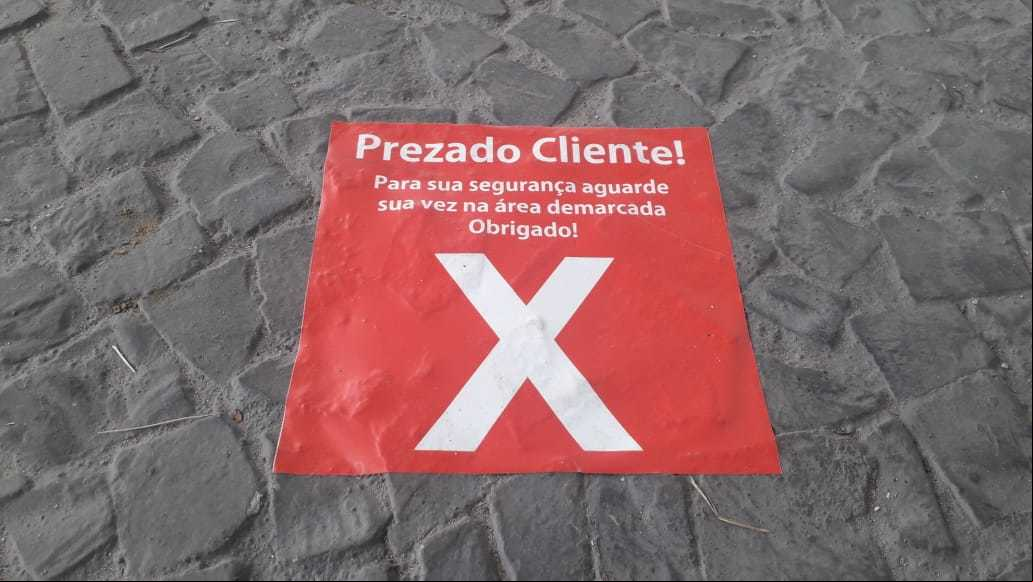 Prezado Cliente!
Para sua segurança aguarde
sua vez na área demarcada
Obrigado!
X